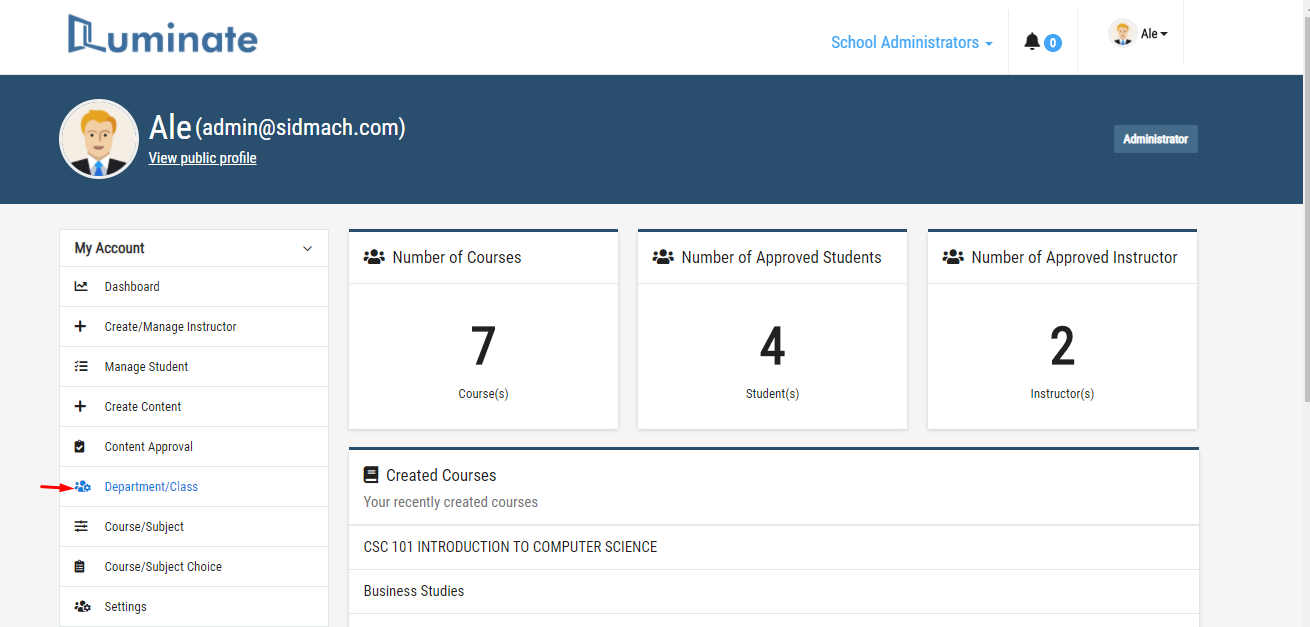 Luminate
School Administrators
0
Ale
Ale (admin@sidmach.com)
View public profile
Administrator
My Account
Dashboard
Create/Manage Instructor
Manage Student
Create Content
Content Approval
Department/Class
Course/Subject
Course/Subject Choice
Settings
Number of Courses
7
Course(s)
Number of Approved Students
4
Student(s)
Number of Approved Instructor
2
Instructor(s)
Created Courses
Your recently created courses
CSC 101 INTRODUCTION TO COMPUTER SCIENCE
Business Studies